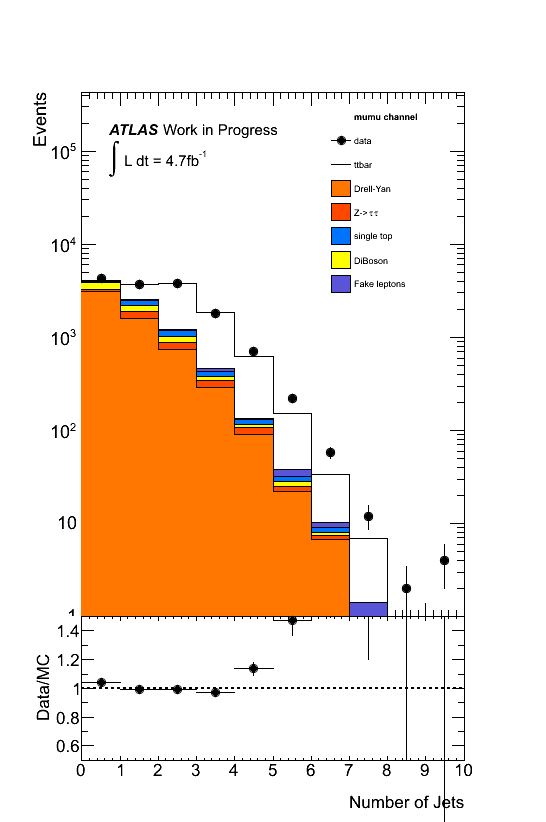 Events
ATLAS Work in Progress
∫ L dt = 4.7fb⁻¹
mumu channel
data
ttbar
Drell-Yan
Z->ττ
single top
DiBoson
Fake leptons
10⁵
10⁴
10³
10²
10
1
Data/MC
1.4
1.2
1
0.8
0.6
0 1 2 3 4 5 6 7 8 9 10
Number of Jets